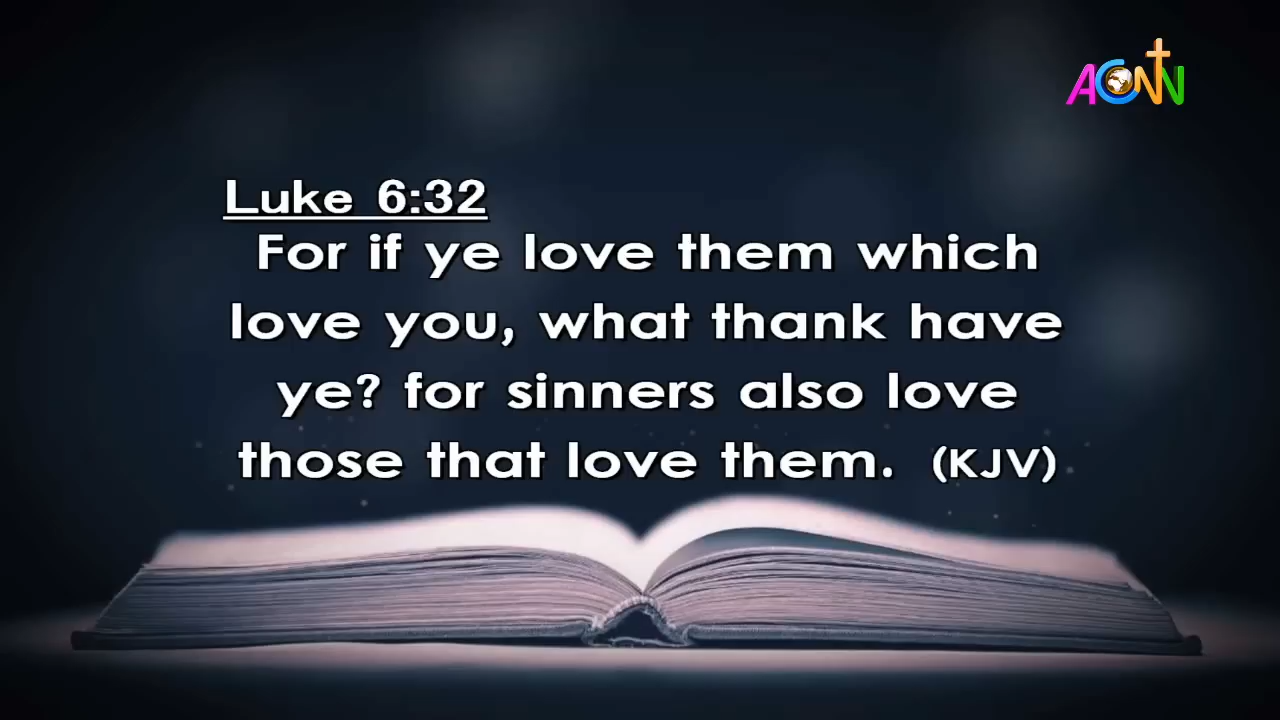 ACNN
Luke 6:32
For if ye love them which
love you, what thank have
ye? for sinners also love
those that love them. (KJV)